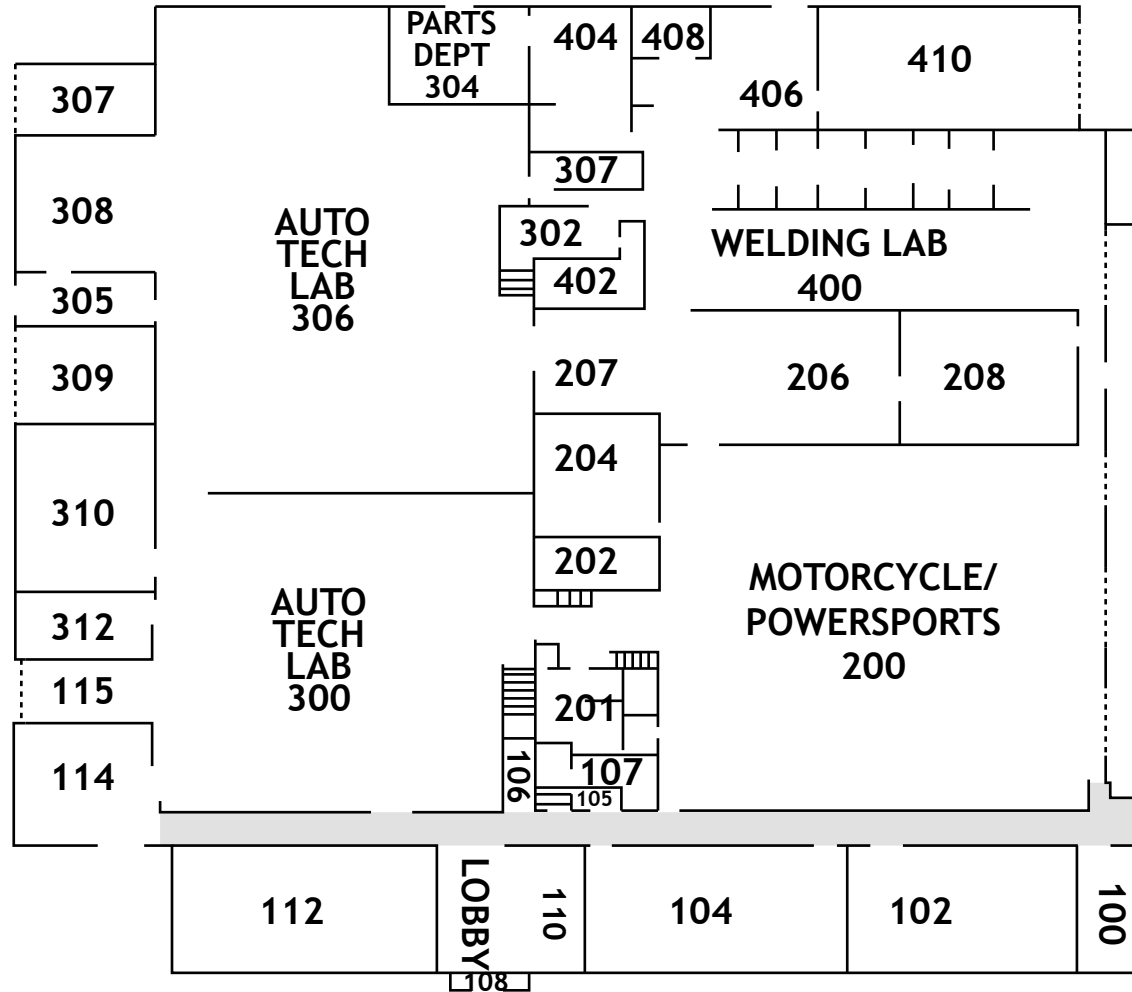 PARTS
DEPT
304
404
408
410
406
307
307
308
AUTO
TECH
LAB
306
302
WELDING LAB
400
402
305
309
207
206
208
204
310
202
MOTORCYCLE/
POWERSPORTS
200
AUTO
TECH
LAB
300
312
115
201
114
106
107
105
112
LOBBY
110
104
102
100
108